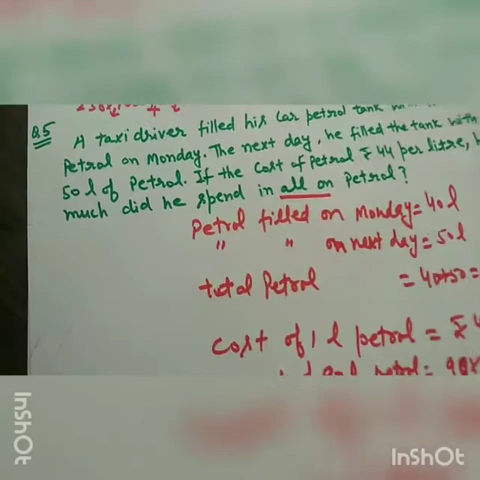 Q.5
A taxi driver filled his car petrol tank
Petrol on Monday. The next day, he filled the tank with
50 l of Petrol. If the cost of Petrol ₹ 44 per litre,
much did he spend in all on Petrol?
Petrol filled on Monday = 40 l
" " on next day = 50 l
total Petrol = 40+50 =
cost of 1 l petrol = ₹ 4
InShOt
InShOt